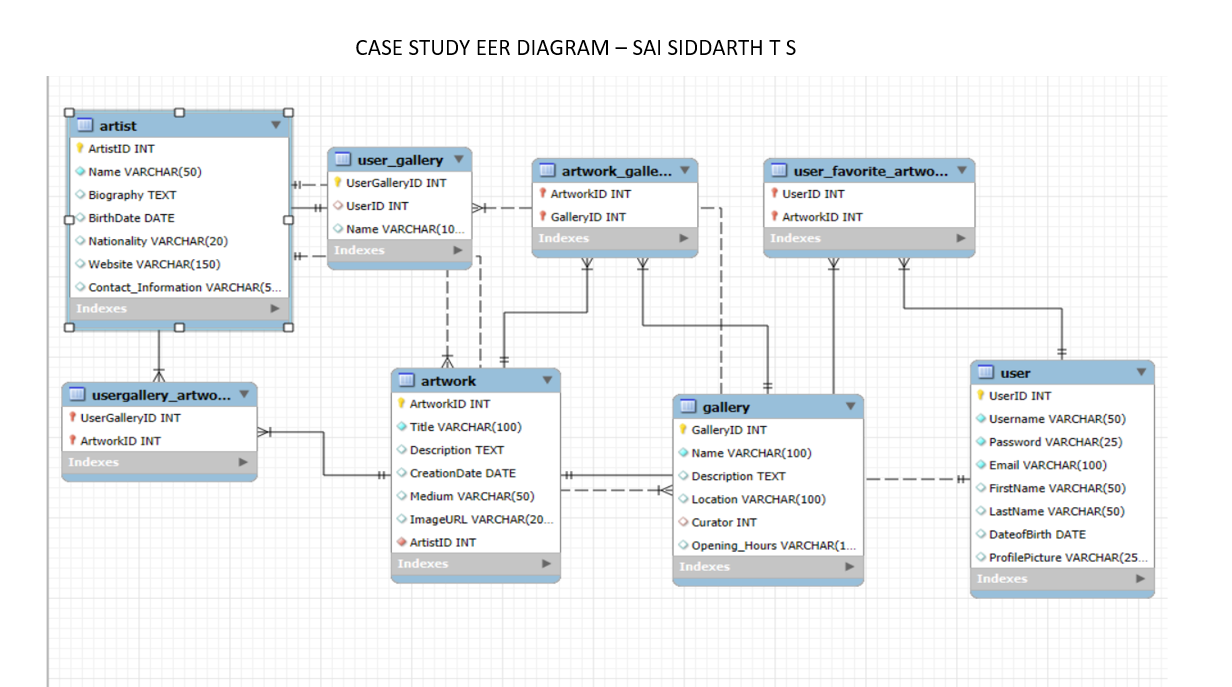 CASE STUDY EER DIAGRAM – SAI SIDDARTH T S
artist
ArtistID INT
Name VARCHAR(50)
Biography TEXT
BirthDate DATE
Nationality VARCHAR(20)
Website VARCHAR(150)
Contact_Information VARCHAR(5...
Indexes
user_gallery
UserGalleryID INT
UserID INT
Name VARCHAR(10...
Indexes
artwork_galle...
ArtworkID INT
GalleryID INT
Indexes
user_favorite_artwo...
UserID INT
ArtworkID INT
Indexes
usergallery_artwo...
UserGalleryID INT
ArtworkID INT
Indexes
artwork
ArtworkID INT
Title VARCHAR(100)
Description TEXT
CreationDate DATE
Medium VARCHAR(50)
ImageURL VARCHAR(20...
ArtistID INT
Indexes
gallery
GalleryID INT
Name VARCHAR(100)
Description TEXT
Location VARCHAR(100)
Curator INT
Opening_Hours VARCHAR(1...
Indexes
user
UserID INT
Username VARCHAR(50)
Password VARCHAR(25)
Email VARCHAR(100)
FirstName VARCHAR(50)
LastName VARCHAR(50)
DateofBirth DATE
ProfilePicture VARCHAR(25...
Indexes